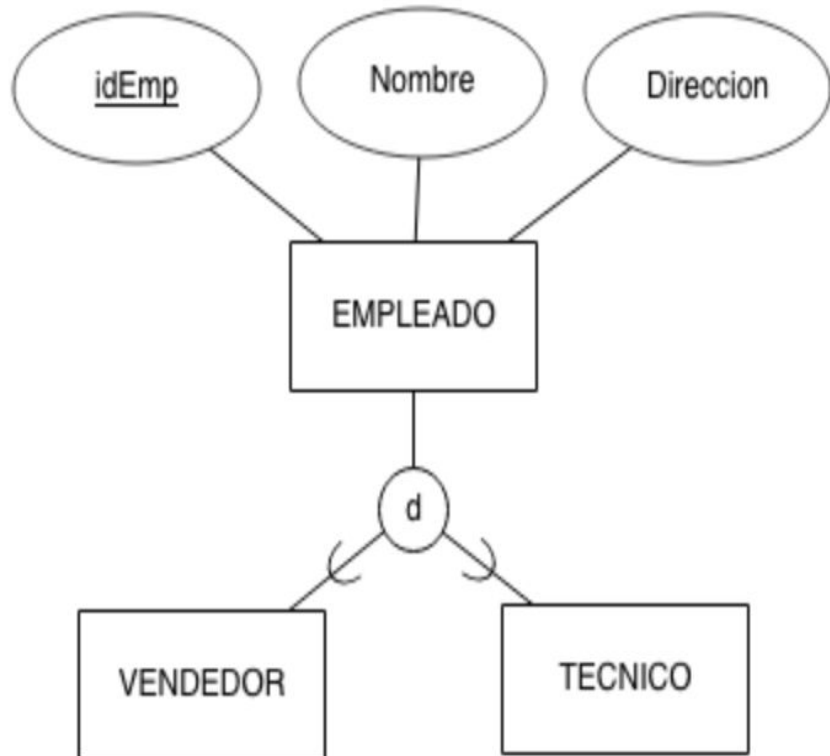 idEmp
Nombre
Direccion
EMPLEADO
d
VENDEDOR
TECNICO